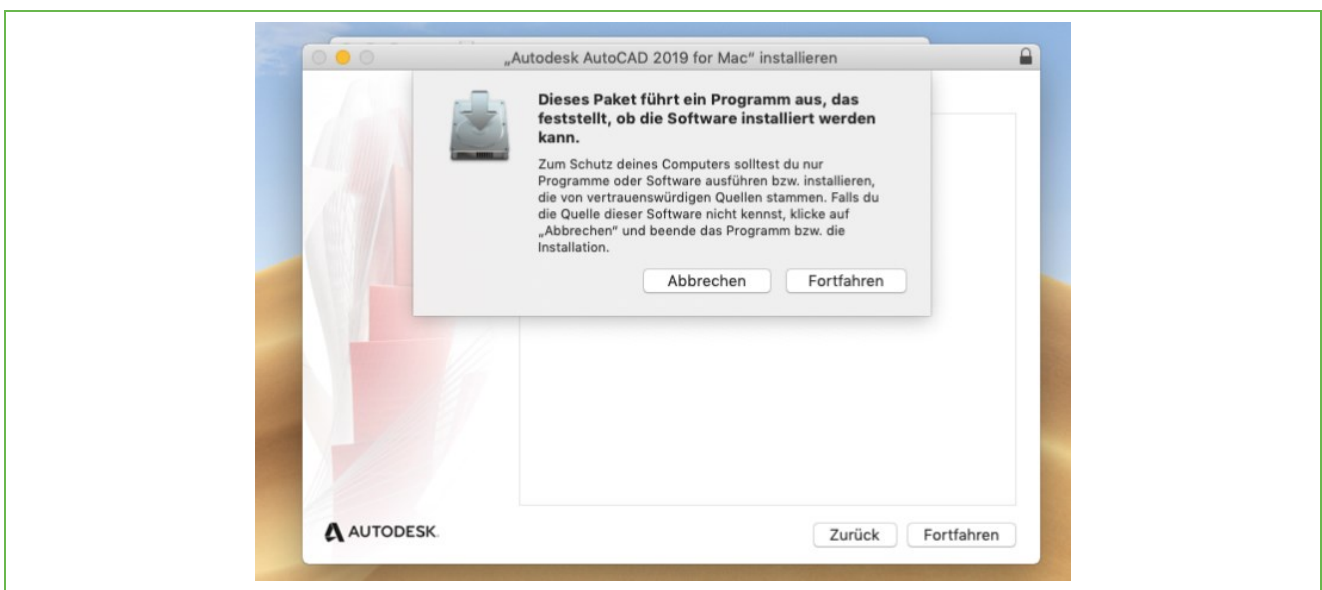 „Autodesk AutoCAD 2019 for Mac“ installieren
Dieses Paket führt ein Programm aus, das
feststellt, ob die Software installiert werden
kann.
Zum Schutz deines Computers solltest du nur
Programme oder Software ausführen bzw. installieren,
die von vertrauenswürdigen Quellen stammen. Falls du
die Quelle dieser Software nicht kennst, klicke auf
„Abbrechen“ und beende das Programm bzw. die
Installation.
Abbrechen
Fortfahren
AUTODESK.
Zurück
Fortfahren